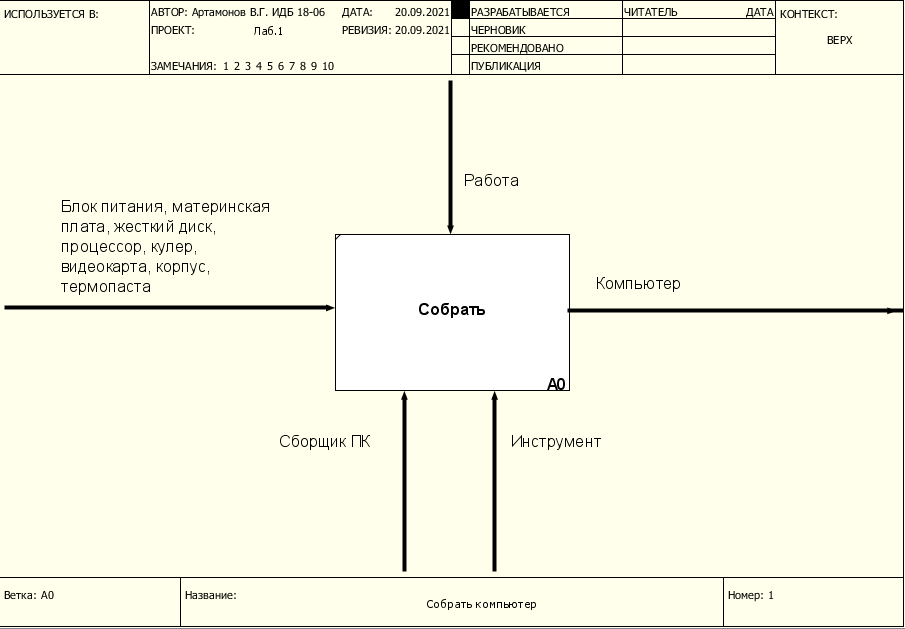 ИСПОЛЬЗУЕТСЯ В:
АВТОР: Артамонов В.Г. ИДБ 18-06
ДАТА: 20.09.2021
ПРОЕКТ: Лаб.1
РЕВИЗИЯ: 20.09.2021
ЗАМЕЧАНИЯ: 1 2 3 4 5 6 7 8 9 10
РАЗРАБАТЫВАЕТСЯ
ЧЕРНОВИК
РЕКОМЕНДОВАНО
ПУБЛИКАЦИЯ
ЧИТАТЕЛЬ ДАТА
КОНТЕКСТ:
ВЕРХ
Работа
Блок питания, материнская
плата, жесткий диск,
процессор, кулер,
видеокарта, корпус,
термопаста
Компьютер
Собрать
A0
Сборщик ПК
Инструмент
Ветка: A0
Название:
Собрать компьютер
Номер: 1